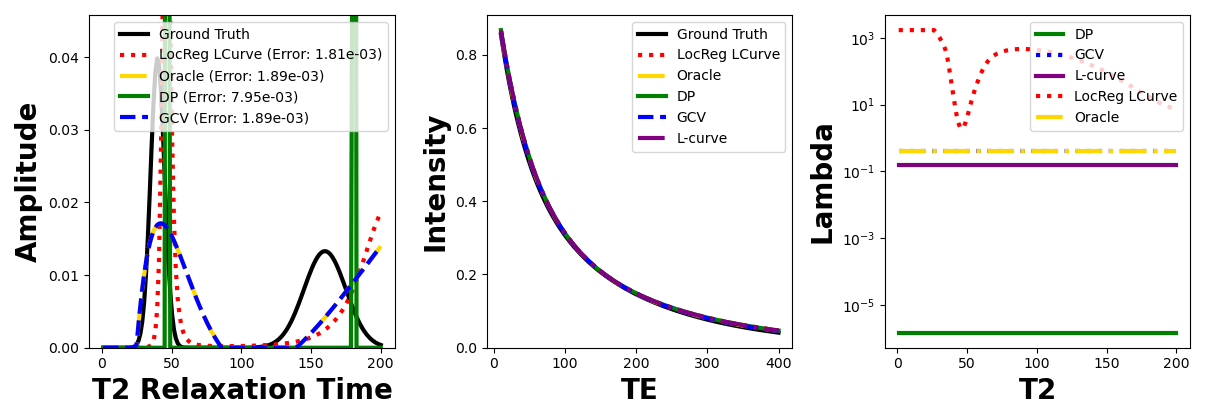 Amplitude
0.04
0.03
0.02
0.01
0.00
0
50
100
150
200
T2 Relaxation Time
Ground Truth
LocReg LCurve (Error: 1.81e-03)
Oracle (Error: 1.89e-03)
DP (Error: 7.95e-03)
GCV (Error: 1.89e-03)
Intensity
0.8
0.6
0.4
0.2
0.0
0
100
200
300
400
TE
Ground Truth
LocReg LCurve
Oracle
DP
GCV
L-curve
Lambda
10³
10¹
10⁻¹
10⁻³
10⁻⁵
0
50
100
150
200
T2
DP
GCV
L-curve
LocReg LCurve
Oracle